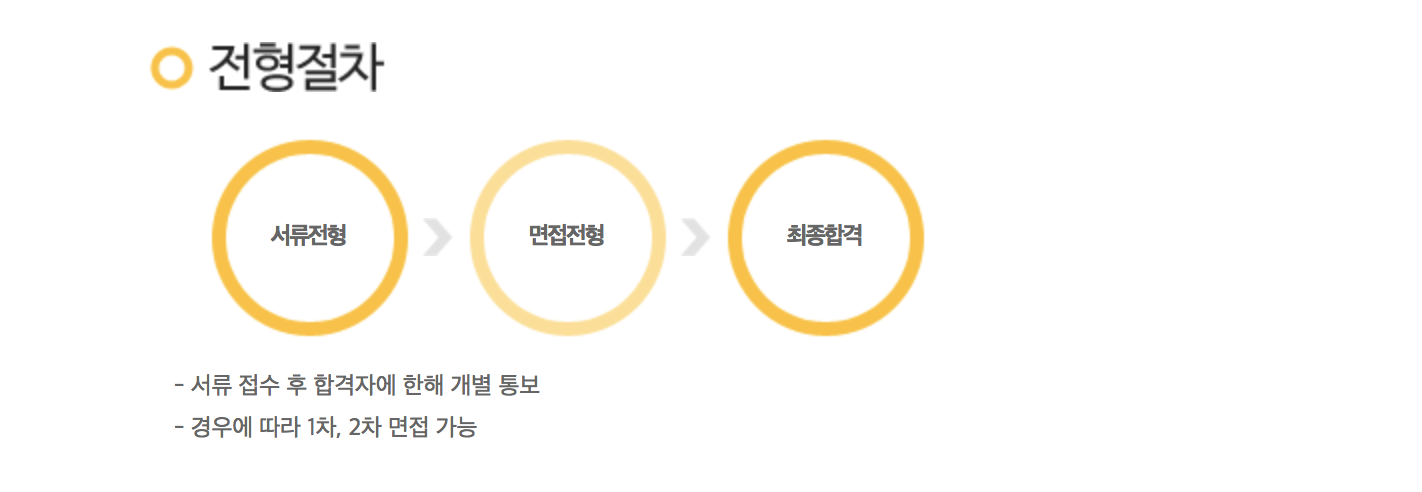 전형절차
서류전형
면접전형
최종합격
- 서류 접수 후 합격자에 한해 개별 통보
- 경우에 따라 1차, 2차 면접 가능